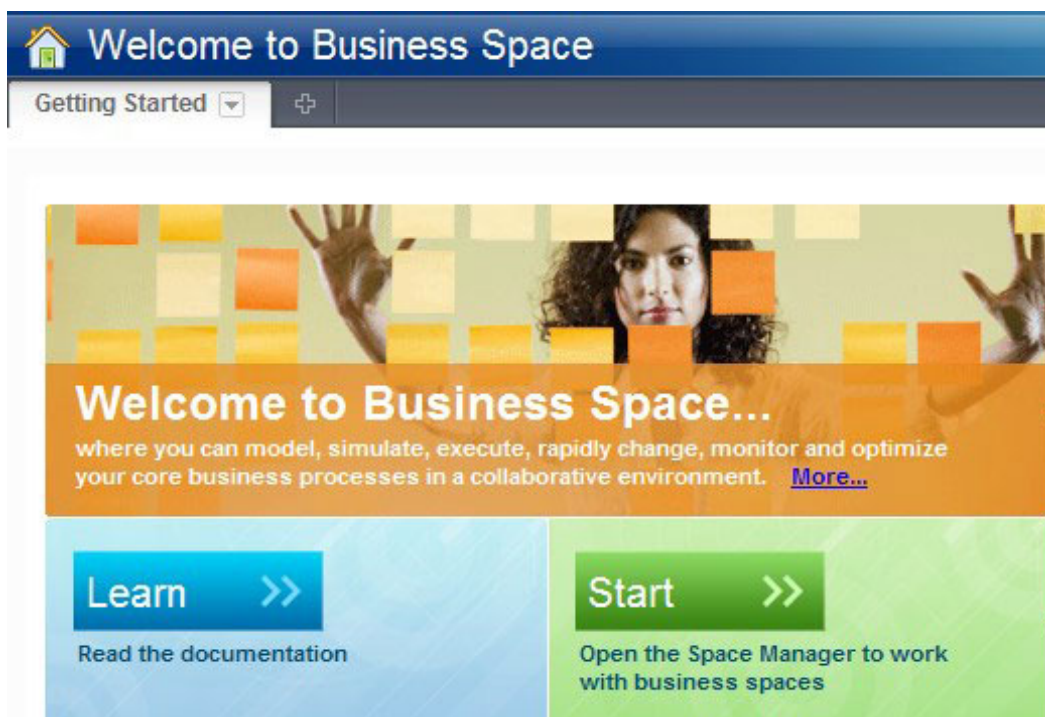 Welcome to Business Space
Getting Started
Welcome to Business Space...
where you can model, simulate, execute, rapidly change, monitor and optimize
your core business processes in a collaborative environment. More...
Learn >>
Start >>
Read the documentation
Open the Space Manager to work
with business spaces